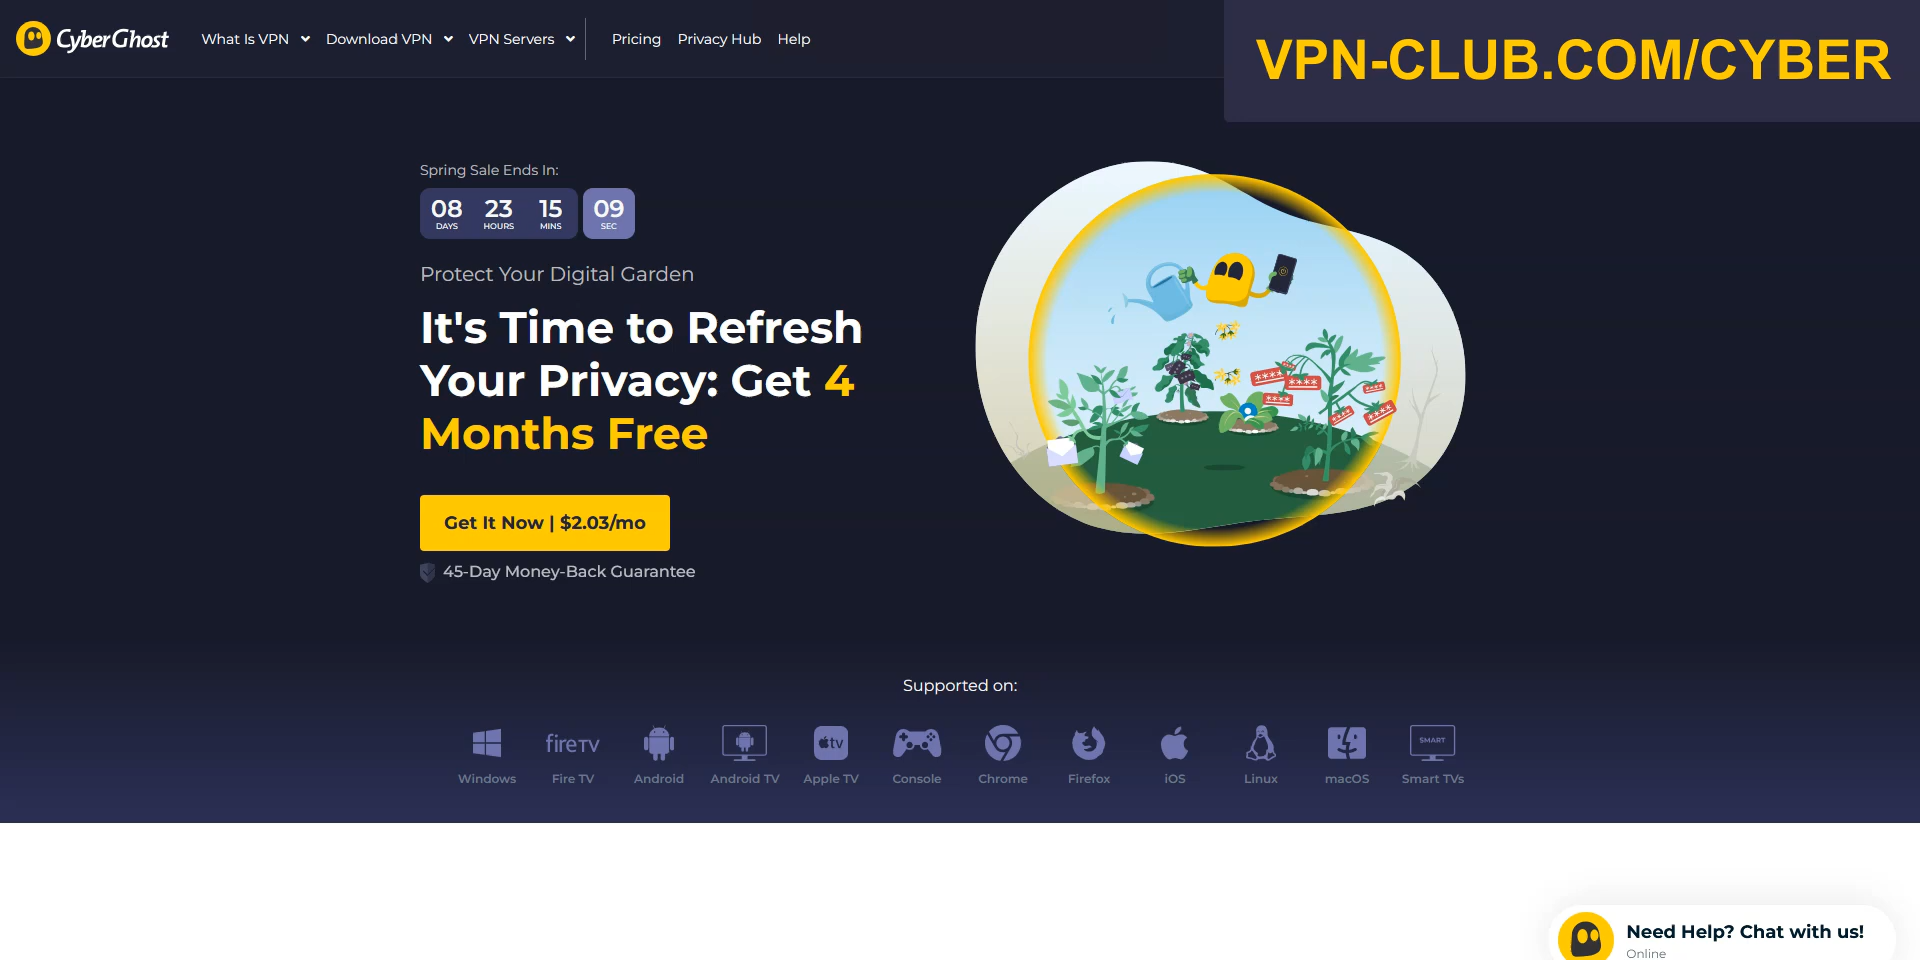 CyberGhost
What Is VPN
Download VPN
VPN Servers
Pricing
Privacy Hub
Help
VPN-CLUB.COM/CYBER
Spring Sale Ends In:
08 23 15 09
DAYS HOURS MINS SEC
Protect Your Digital Garden
It's Time to Refresh
Your Privacy: Get 4
Months Free
Get It Now | $2.03/mo
45-Day Money-Back Guarantee
Supported on:
fireTV
tv
SMART
Windows
Fire TV
Android
Android TV
Apple TV
Console
Chrome
Firefox
iOS
Linux
macOS
Smart TVs
Need Help? Chat with us!
Online